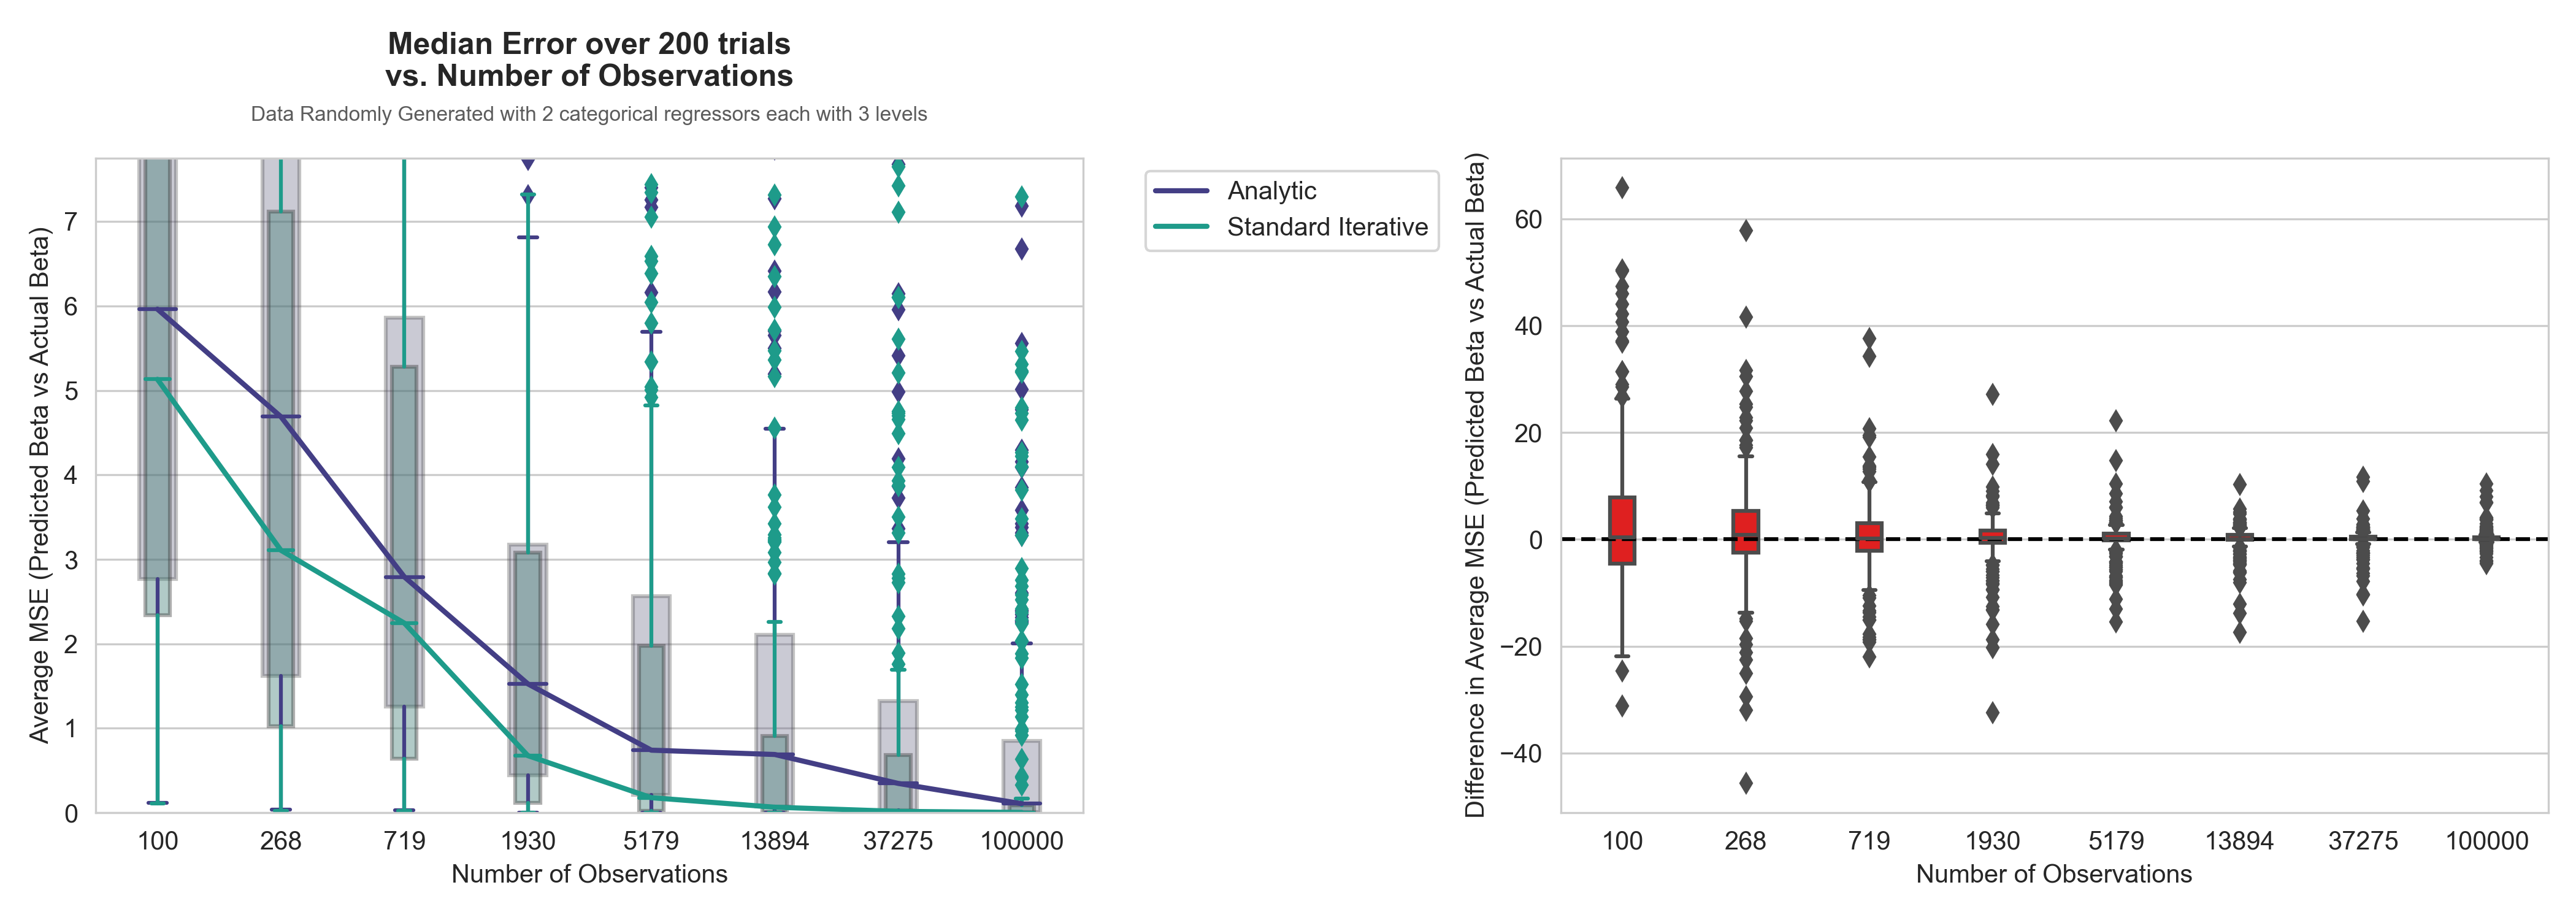 Median Error over 200 trials
vs. Number of Observations
Data Randomly Generated with 2 categorical regressors each with 3 levels
Average MSE (Predicted Beta vs Actual Beta)
7
6
5
4
3
2
1
0
100 268 719 1930 5179 13894 37275 100000
Number of Observations
Analytic
Standard Iterative
Difference in Average MSE (Predicted Beta vs Actual Beta)
60
40
20
0
−20
−40
100 268 719 1930 5179 13894 37275 100000
Number of Observations